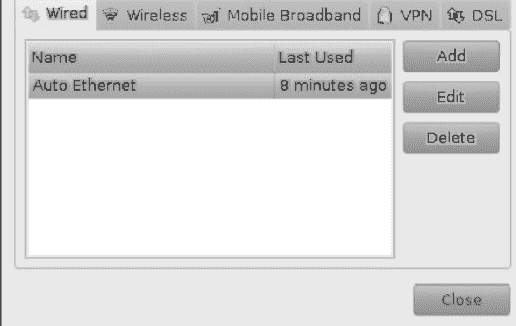 Wired Wireless Mobile Broadband VPN DSL
Name Last Used Add
Auto Ethernet 8 minutes ago
Edit
Delete
Close